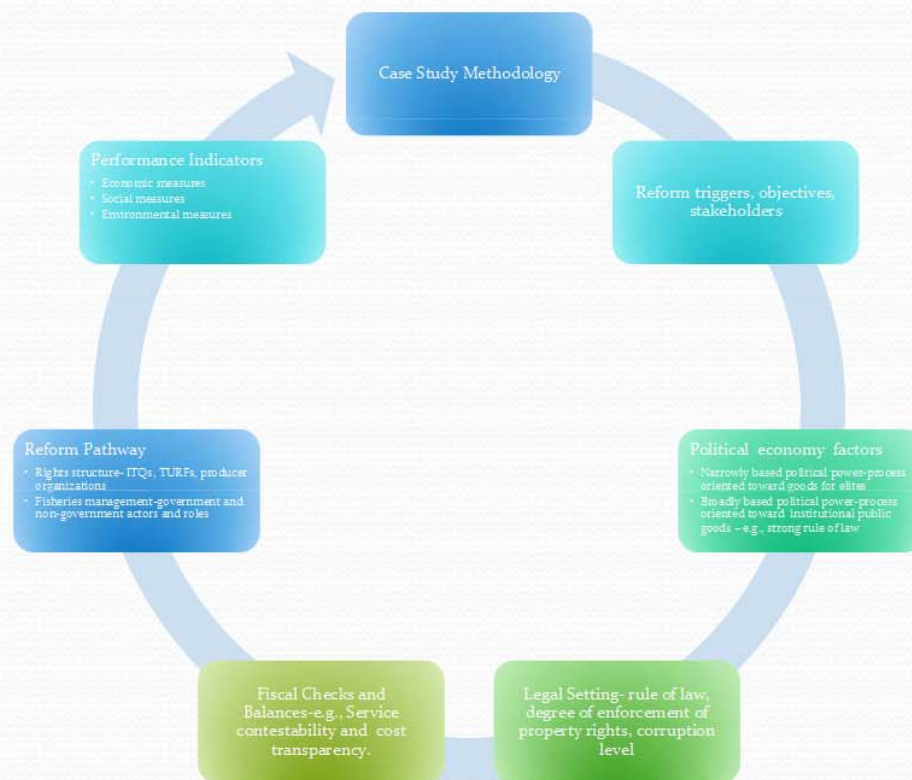 Case Study Methodology
Reform triggers, objectives,
stakeholders
Political economy factors
• Narrowly based political power-process
oriented toward goods for elites
• Broadly based political power-process
oriented toward institutional public
goods – e.g., strong rule of law
Legal Setting- rule of law,
degree of enforcement of
property rights, corruption
level
Fiscal Checks and
Balances-e.g., Service
contestability and cost
transparency.
Reform Pathway
• Rights structure- ITQs, TURFs, producer
organizations
• Fisheries management-government and
non-government actors and roles
Performance Indicators
• Economic measures
• Social measures
• Environmental measures